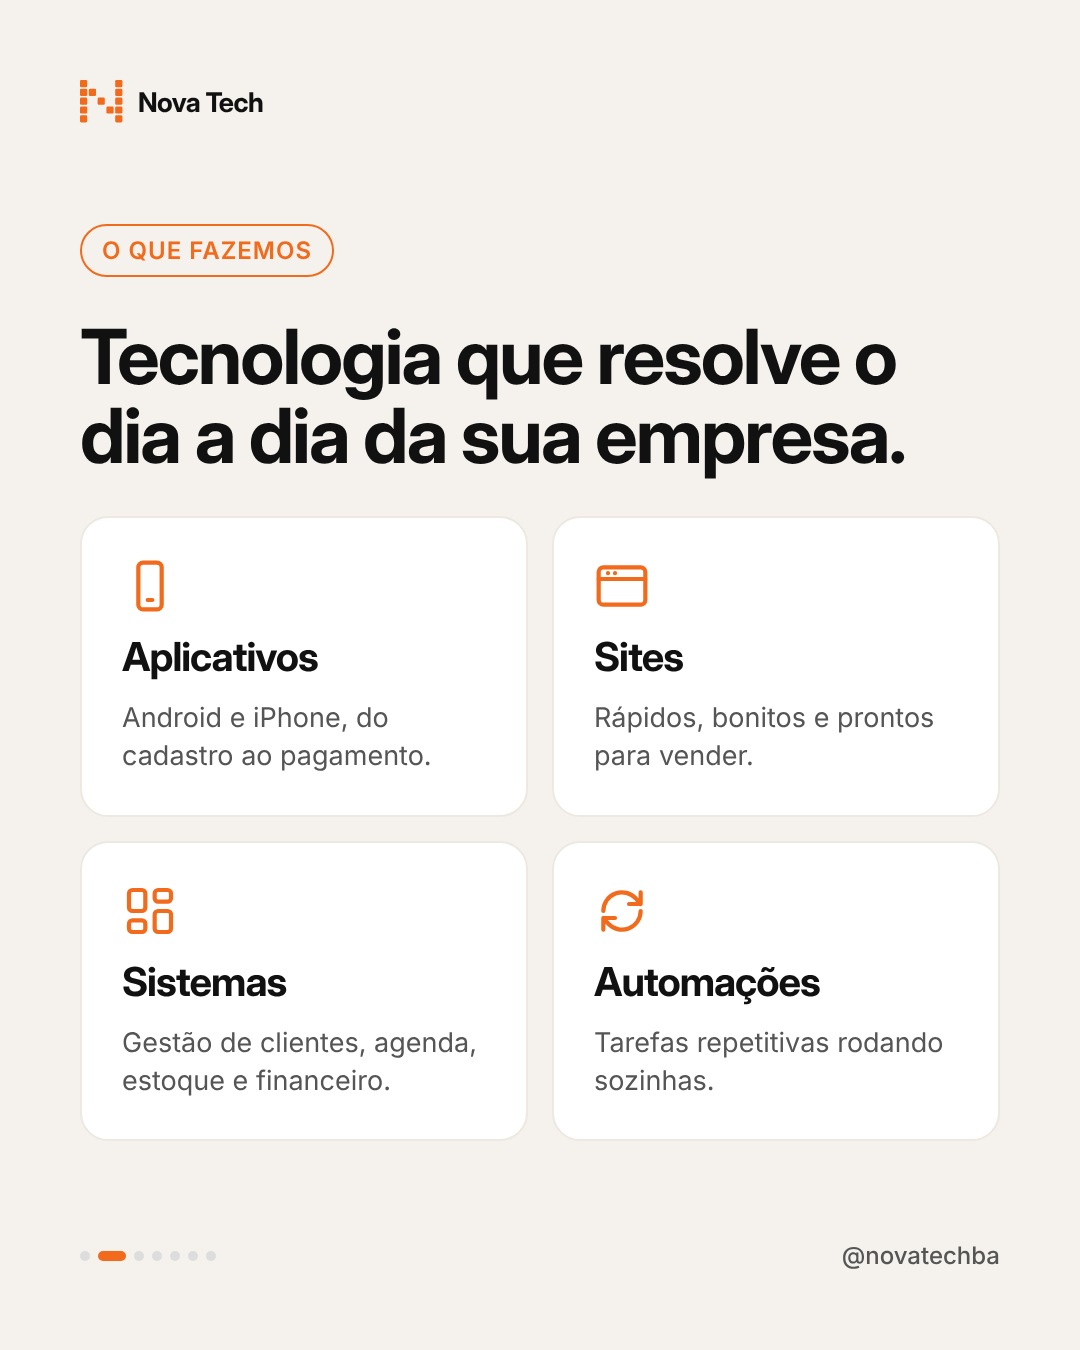 Nova Tech
O QUE FAZEMOS
Tecnologia que resolve o
dia a dia da sua empresa.
Aplicativos
Android e iPhone, do
cadastro ao pagamento.
Sites
Rápidos, bonitos e prontos
para vender.
Sistemas
Gestão de clientes, agenda,
estoque e financeiro.
Automações
Tarefas repetitivas rodando
sozinhas.
@novatechba